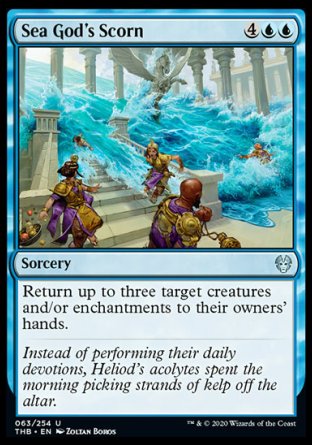 Sea God's Scorn 4
Sorcery
Return up to three target creatures
and/or enchantments to their owners'
hands.
Instead of performing their daily
devotions, Heliod's acolytes spent the
morning picking strands of kelp off the
altar.
063/254 U
THB • EN Zoltan Boros
™ & © 2020 Wizards of the Coast